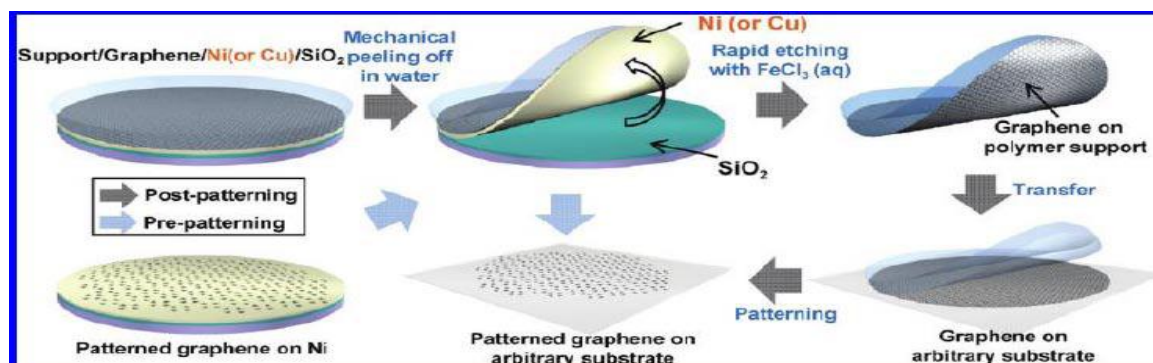 Support/Graphene/Ni(or Cu)/SiO₂
Mechanical
peeling off
in water
Ni (or Cu)
Rapid etching
with FeCl₃ (aq)
Graphene on
polymer support
SiO₂
Post-patterning
Pre-patterning
Transfer
Patterning
Patterned graphene on Ni
Patterned graphene on
arbitrary substrate
Graphene on
arbitrary substrate